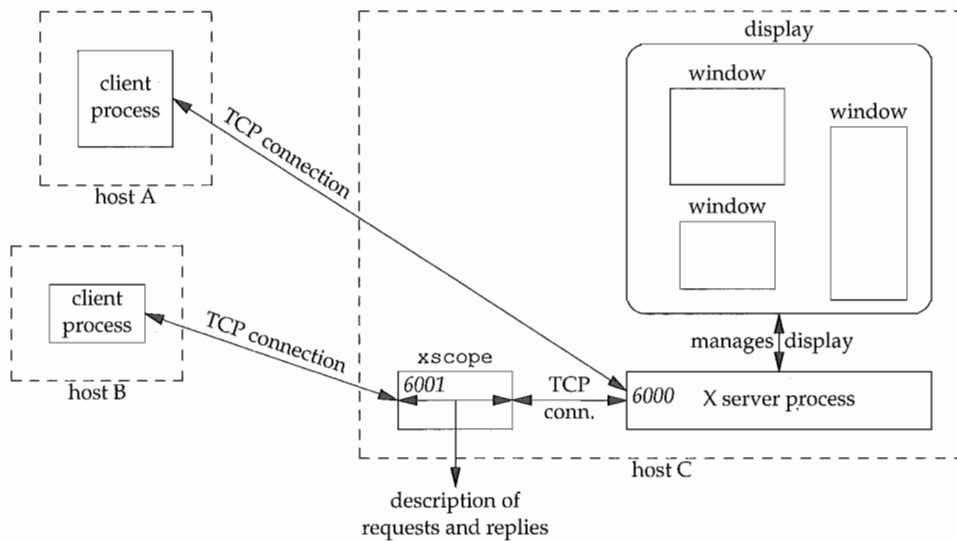 client
process
host A
TCP connection
client
process
host B
TCP connection
display
window
window
window
manages
display
xscope
6001
TCP
conn.
6000
X server process
host C
description of
requests and replies